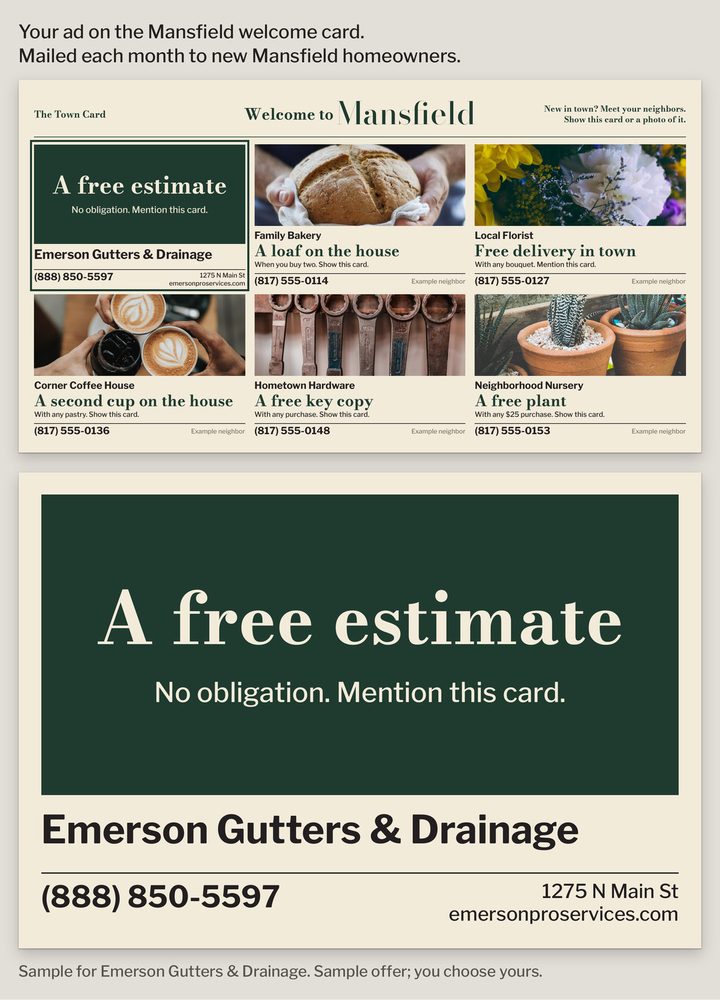 Your ad on the Mansfield welcome card.
Mailed each month to new Mansfield homeowners.
The Town Card
Welcome to Mansfield
New in town? Meet your neighbors.
Show this card or a photo of it.
A free estimate
No obligation. Mention this card.
Emerson Gutters & Drainage
(888) 850-5597
1275 N Main St
emersonproservices.com
Family Bakery
A loaf on the house
When you buy two. Show this card.
(817) 555-0114
Example neighbor
Local Florist
Free delivery in town
With any bouquet. Mention this card.
(817) 555-0127
Example neighbor
Corner Coffee House
A second cup on the house
With any pastry. Show this card.
(817) 555-0136
Example neighbor
Hometown Hardware
A free key copy
With any purchase. Show this card.
(817) 555-0148
Example neighbor
Neighborhood Nursery
A free plant
With any $25 purchase. Show this card.
(817) 555-0153
Example neighbor
A free estimate
No obligation. Mention this card.
Emerson Gutters & Drainage
(888) 850-5597
1275 N Main St
emersonproservices.com
Sample for Emerson Gutters & Drainage. Sample offer; you choose yours.